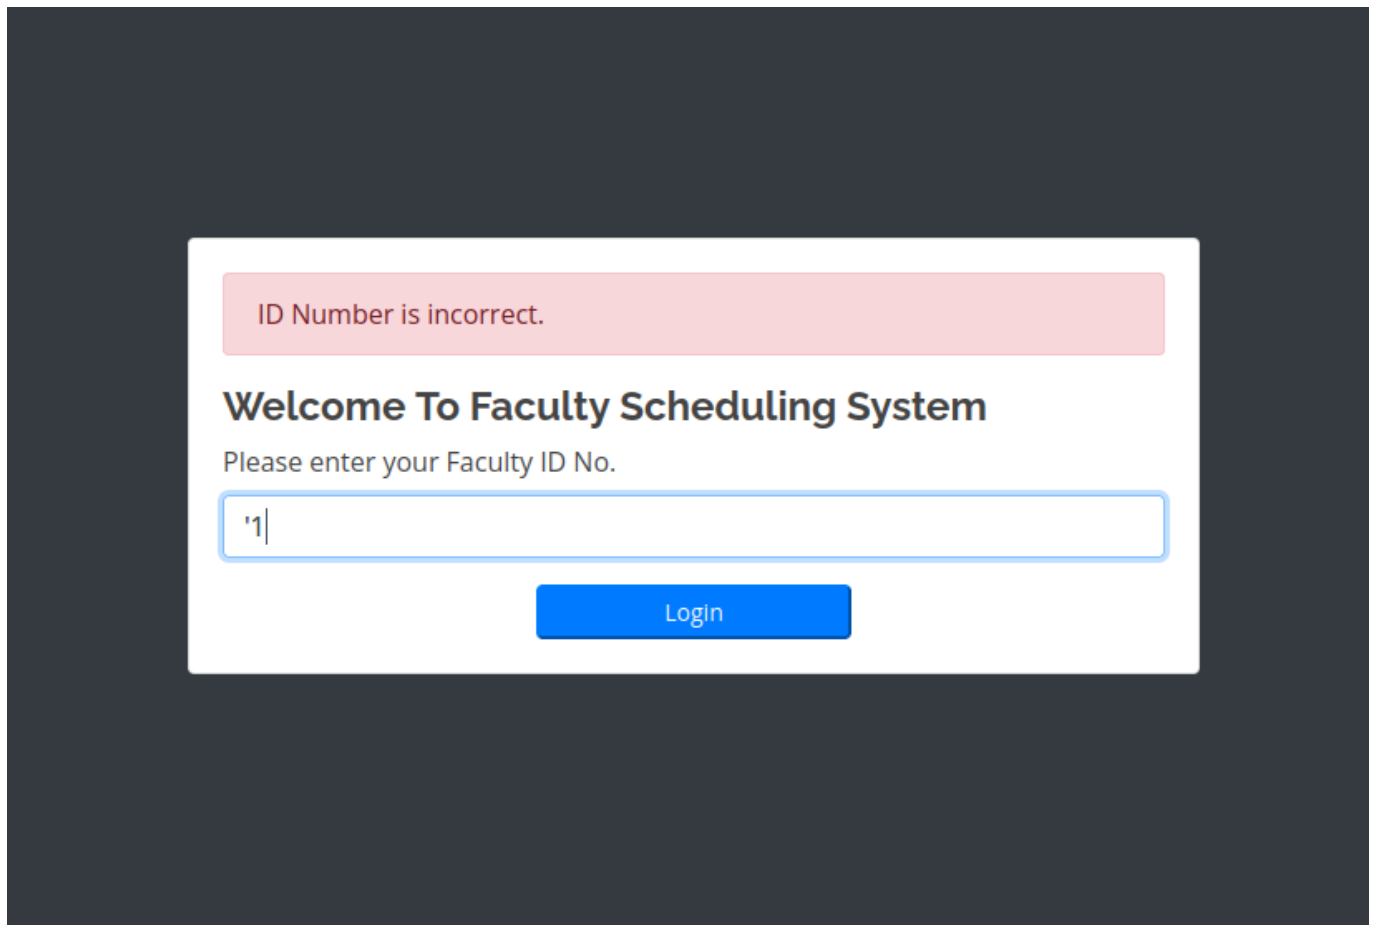 ID Number is incorrect.
Welcome To Faculty Scheduling System
Please enter your Faculty ID No.
'1
Login